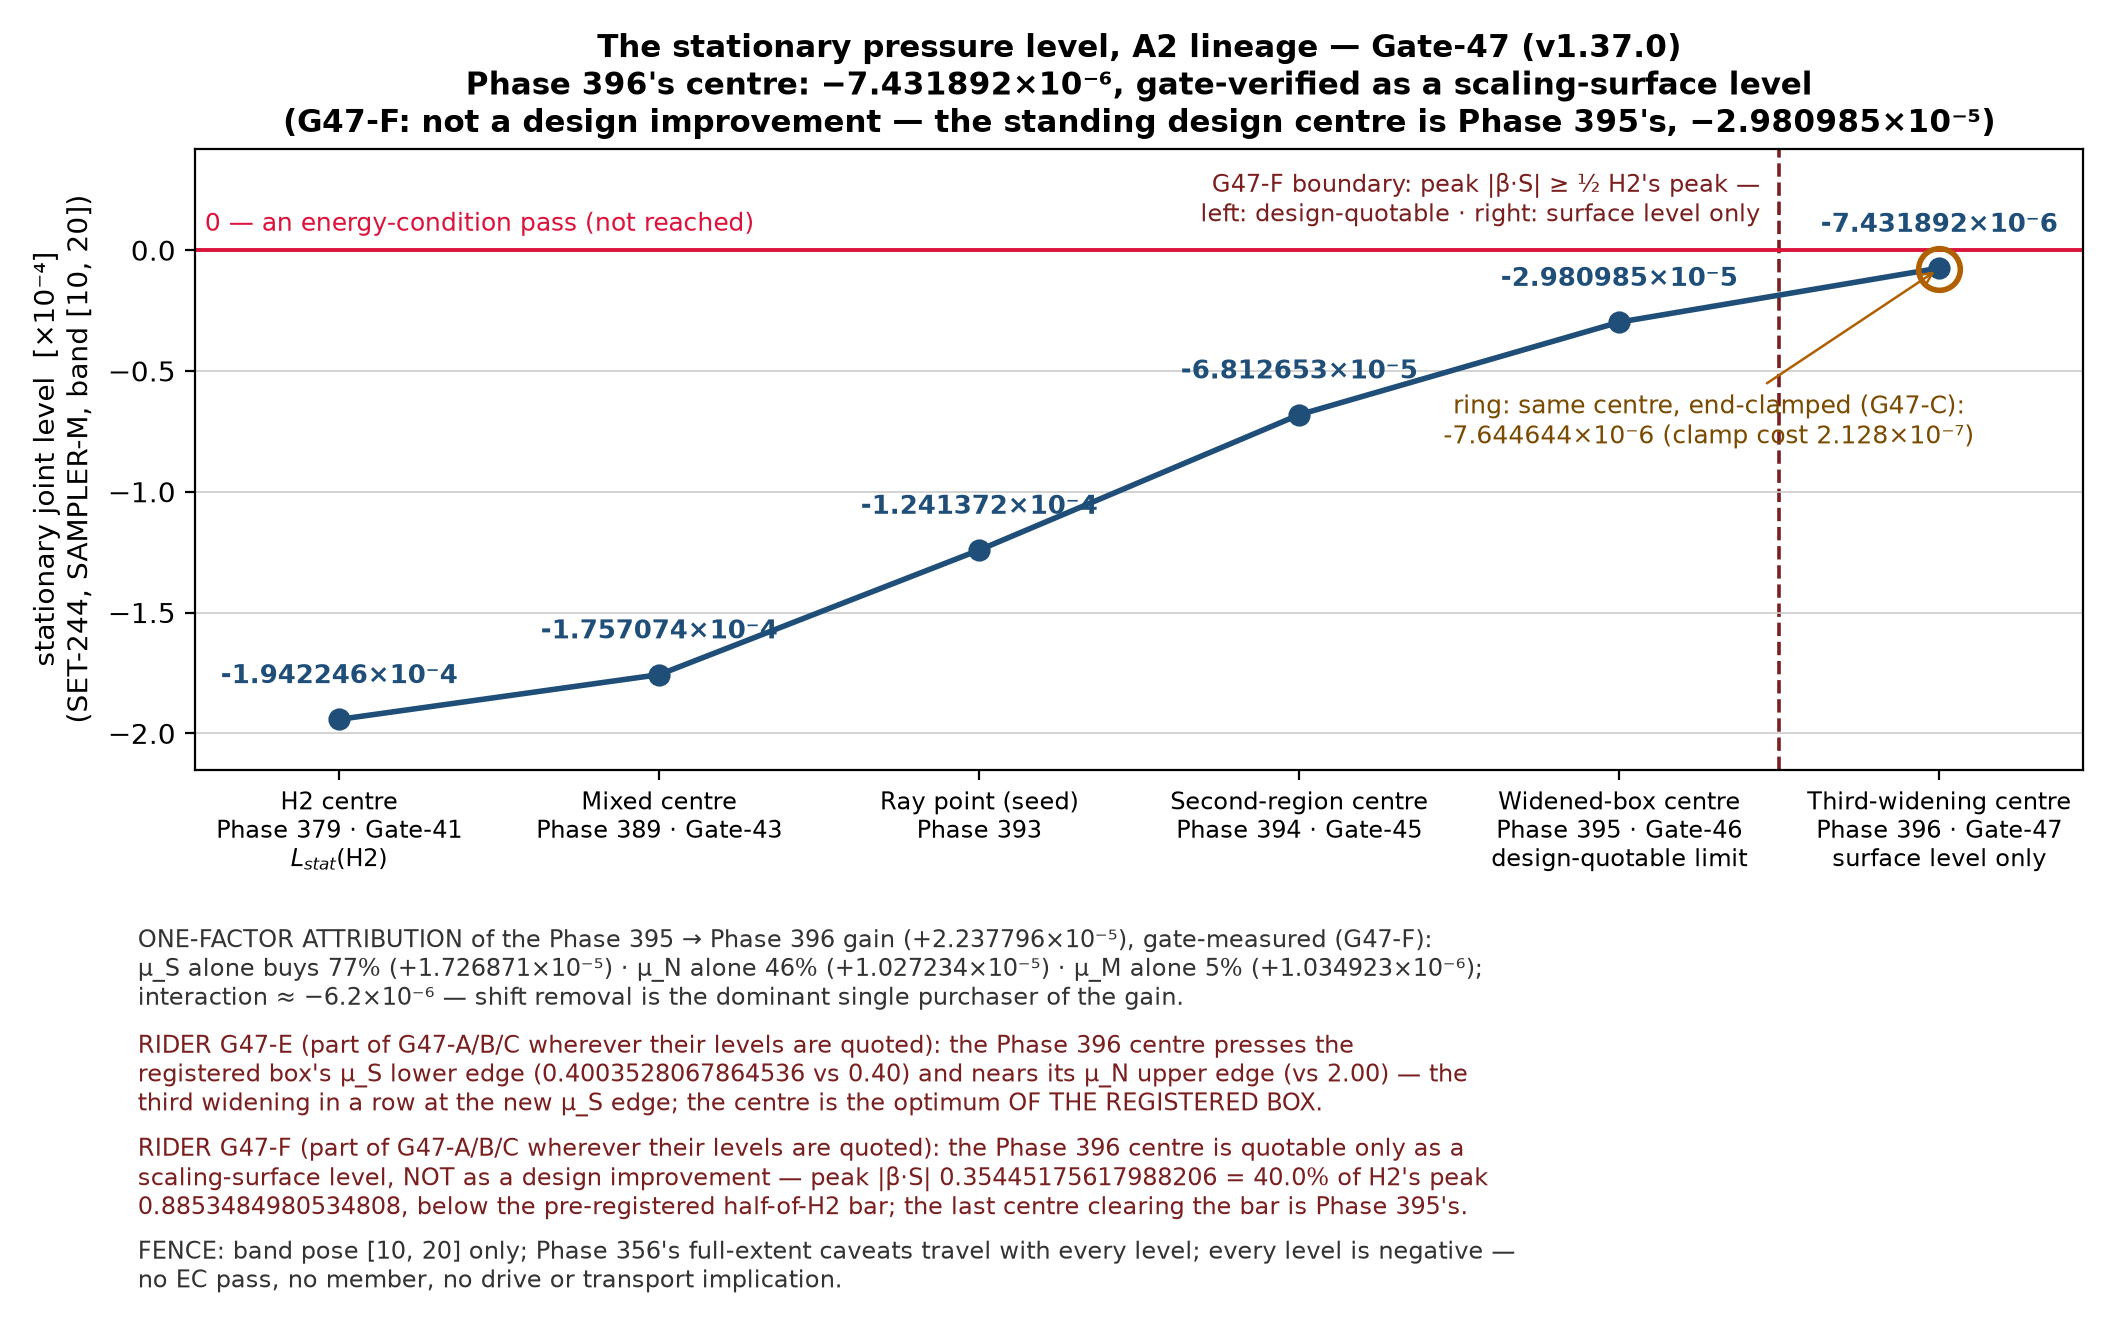 The stationary pressure level, A2 lineage — Gate-47 (v1.37.0)
Phase 396's centre: −7.431892×10⁻⁶, gate-verified as a scaling-surface level
(G47-F: not a design improvement — the standing design centre is Phase 395's, −2.980985×10⁻⁵)
G47-F boundary: peak |β·S| ≥ ½ H2's peak —
left: design-quotable · right: surface level only
0 — an energy-condition pass (not reached)
-7.431892×10⁻6
-2.980985×10⁻5
-6.812653×10⁻5
ring: same centre, end-clamped (G47-C):
-7.644644×10⁻6 (clamp cost 2.128×10⁻⁷)
-1.241372×10⁻4
-1.757074×10⁻4
-1.942246×10⁻4
0.0
−0.5
−1.0
−1.5
−2.0
stationary joint level  [×10⁻⁴]
(SET-244, SAMPLER-M, band [10, 20])
H2 centre
Phase 379 · Gate-41
L_stat(H2)
Mixed centre
Phase 389 · Gate-43
Ray point (seed)
Phase 393
Second-region centre
Phase 394 · Gate-45
Widened-box centre
Phase 395 · Gate-46
design-quotable limit
Third-widening centre
Phase 396 · Gate-47
surface level only
ONE-FACTOR ATTRIBUTION of the Phase 395 → Phase 396 gain (+2.237796×10⁻⁵), gate-measured (G47-F):
μ_S alone buys 77% (+1.726871×10⁻⁵) · μ_N alone 46% (+1.027234×10⁻⁵) · μ_M alone 5% (+1.034923×10⁻⁶);
interaction ≈ −6.2×10⁻⁶ — shift removal is the dominant single purchaser of the gain.
RIDER G47-E (part of G47-A/B/C wherever their levels are quoted): the Phase 396 centre presses the
registered box's μ_S lower edge (0.4003528067864536 vs 0.40) and nears its μ_N upper edge (vs 2.00) — the
third widening in a row at the new μ_S edge; the centre is the optimum OF THE REGISTERED BOX.
RIDER G47-F (part of G47-A/B/C wherever their levels are quoted): the Phase 396 centre is quotable only as a
scaling-surface level, NOT as a design improvement — peak |β·S| 0.35445175617988206 = 40.0% of H2's peak
0.8853484980534808, below the pre-registered half-of-H2 bar; the last centre clearing the bar is Phase 395's.
FENCE: band pose [10, 20] only; Phase 356's full-extent caveats travel with every level; every level is negative —
no EC pass, no member, no drive or transport implication.